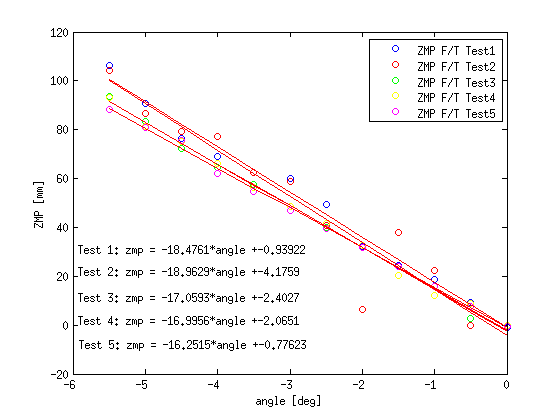 120
100
80
60
40
20
0
-20
-6
-5
-4
-3
-2
-1
0
ZMP [mm]
angle [deg]
ZMP F/T Test1
ZMP F/T Test2
ZMP F/T Test3
ZMP F/T Test4
ZMP F/T Test5
Test 1: zmp = -18.4761*angle +-0.93922
Test 2: zmp = -18.9629*angle +-4.1759
Test 3: zmp = -17.0593*angle +-2.4027
Test 4: zmp = -16.9956*angle +-2.0651
Test 5: zmp = -16.2515*angle +-0.77623